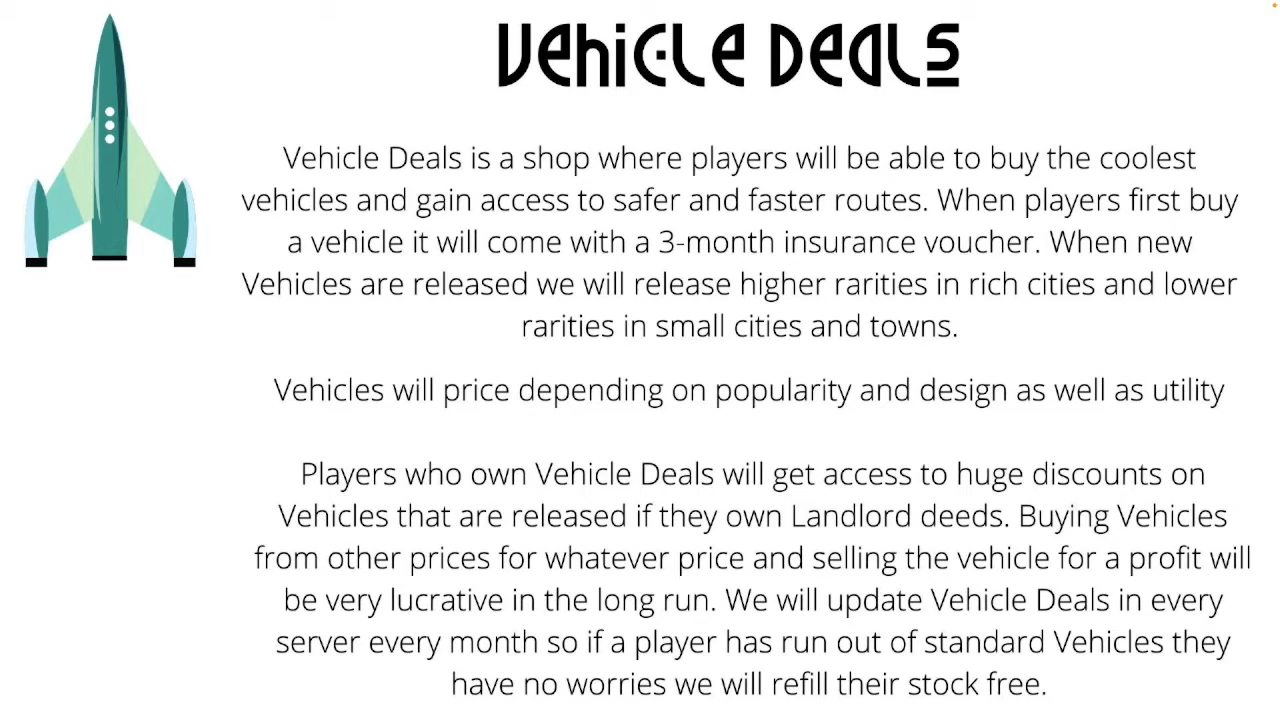 Vehicle Deals
Vehicle Deals is a shop where players will be able to buy the coolest
vehicles and gain access to safer and faster routes. When players first buy
a vehicle it will come with a 3-month insurance voucher. When new
Vehicles are released we will release higher rarities in rich cities and lower
rarities in small cities and towns.
Vehicles will price depending on popularity and design as well as utility
Players who own Vehicle Deals will get access to huge discounts on
Vehicles that are released if they own Landlord deeds. Buying Vehicles
from other prices for whatever price and selling the vehicle for a profit will
be very lucrative in the long run. We will update Vehicle Deals in every
server every month so if a player has run out of standard Vehicles they
have no worries we will refill their stock free.